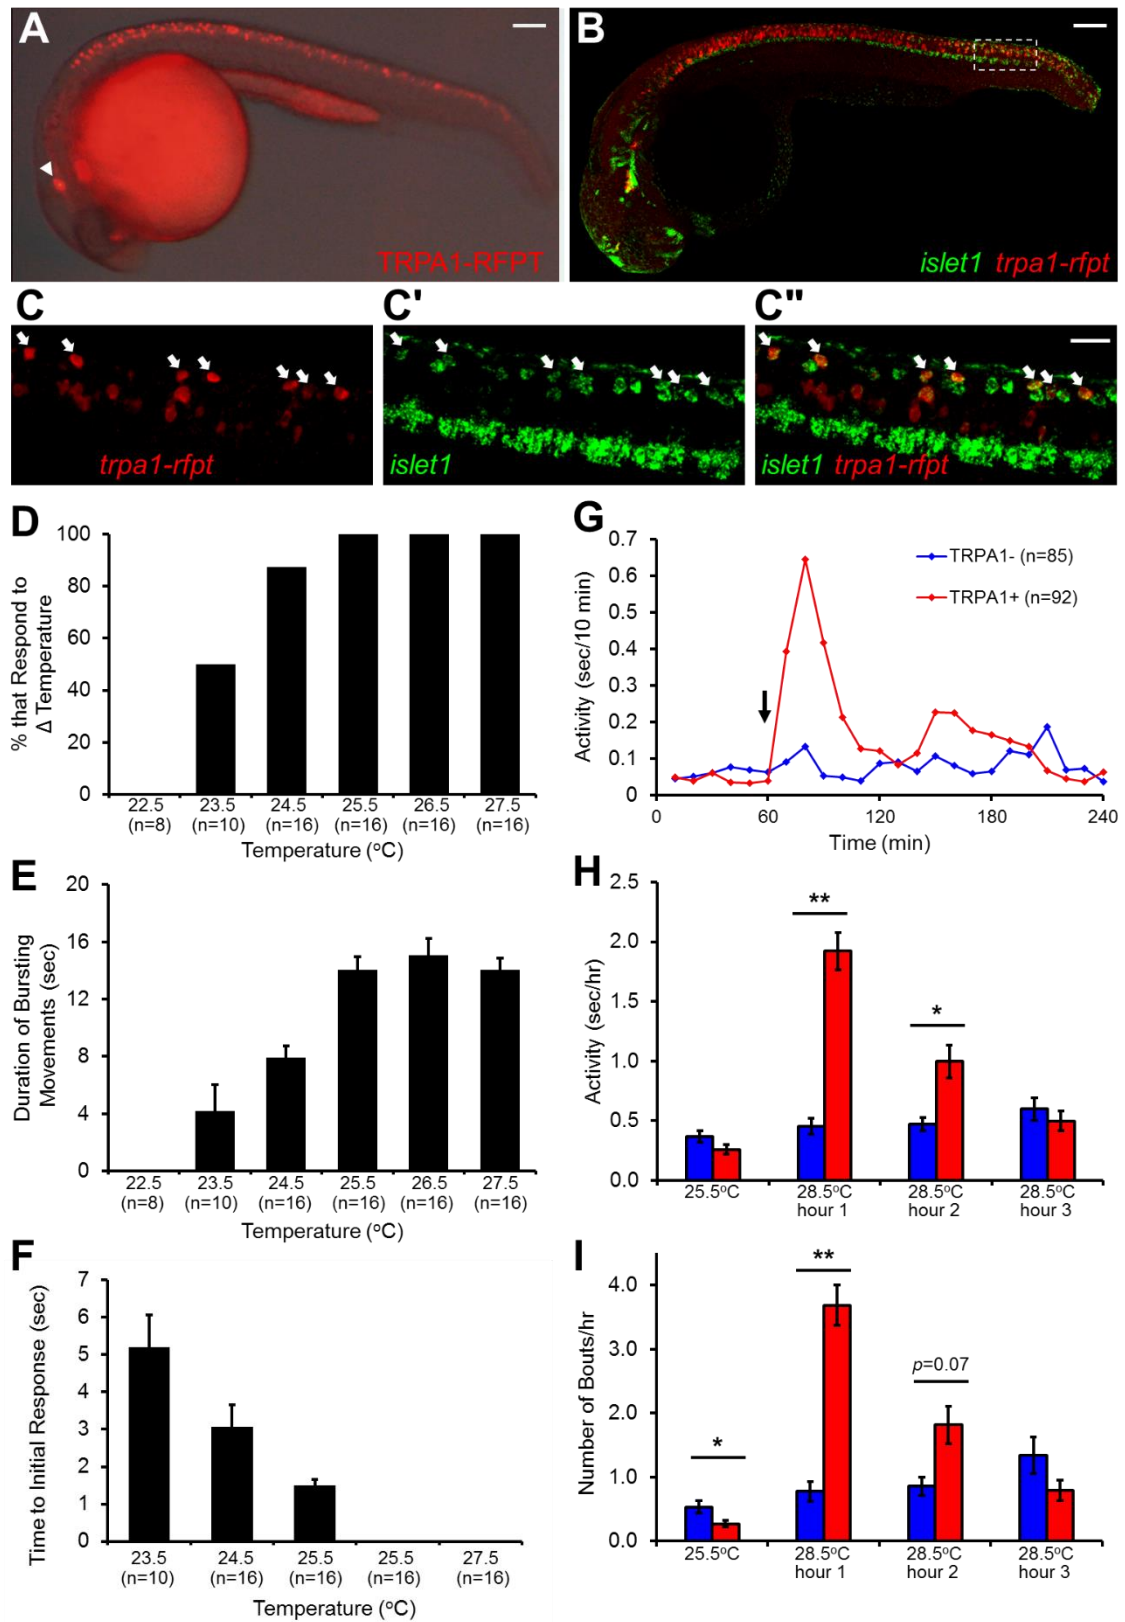 A
TRPA1-RFPT
B
islet1 trpa1-rfpt
C
trpa1-rfpt
C'
islet1
C"
islet1 trpa1-rfpt
D
% that Respond to
Δ Temperature
100
80
60
40
20
0
22.5 23.5 24.5 25.5 26.5 27.5
(n=8) (n=10) (n=16) (n=16) (n=16) (n=16)
Temperature (°C)
E
Duration of Bursting
Movements (sec)
20
16
12
8
4
0
22.5 23.5 24.5 25.5 26.5 27.5
(n=8) (n=10) (n=16) (n=16) (n=16) (n=16)
Temperature (°C)
F
Time to Initial Response (sec)
7
6
5
4
3
2
1
0
23.5 24.5 25.5 25.5 27.5
(n=10) (n=16) (n=16) (n=16) (n=16)
Temperature (°C)
G
Activity (sec/10 min)
0.7
0.6
0.5
0.4
0.3
0.2
0.1
0
TRPA1- (n=85)
TRPA1+ (n=92)
0 60 120 180 240
Time (min)
H
Activity (sec/hr)
2.5
2.0
1.5
1.0
0.5
0.0
**
*
25.5°C 28.5°C 28.5°C 28.5°C
hour 1 hour 2 hour 3
I
Number of Bouts/hr
4.0
3.0
2.0
1.0
0.0
*
**
p=0.07
25.5°C 28.5°C 28.5°C 28.5°C
hour 1 hour 2 hour 3